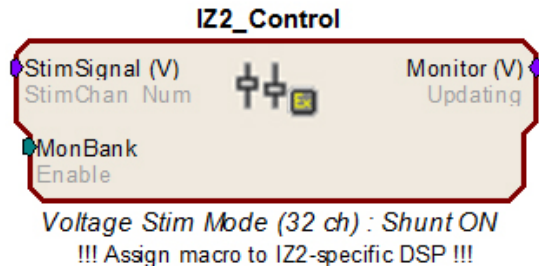 IZ2_Control
StimSignal (V) Monitor (V)
StimChan Num Updating
MonBank
Enable
Voltage Stim Mode (32 ch) : Shunt ON
!!! Assign macro to IZ2-specific DSP !!!